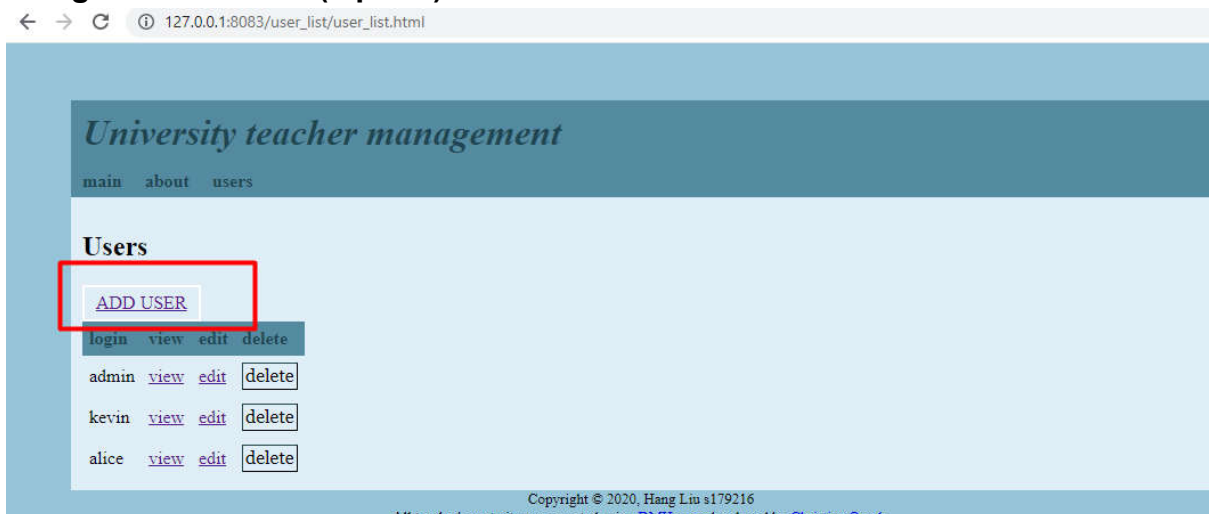 127.0.0.1:8083/user_list/user_list.html
University teacher management
main about users
Users
ADD USER
login view edit delete
admin view edit delete
kevin view edit delete
alice view edit delete
Copyright © 2020, Hang Liu s179216